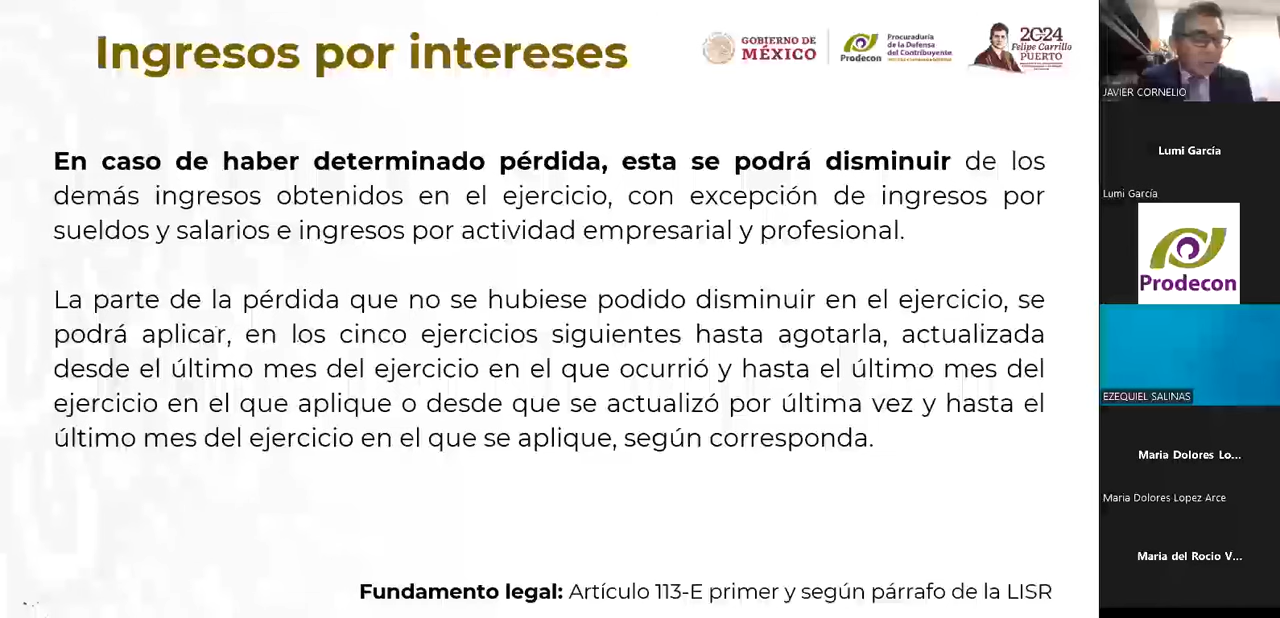 Ingresos por intereses
GOBIERNO DE
MÉXICO
Prodecon
Procuraduría
de la Defensa
del Contribuyente
2024
Felipe Carrillo
PUERTO
En caso de haber determinado pérdida, esta se podrá disminuir de los
demás ingresos obtenidos en el ejercicio, con excepción de ingresos por
sueldos y salarios e ingresos por actividad empresarial y profesional.
La parte de la pérdida que no se hubiese podido disminuir en el ejercicio, se
podrá aplicar, en los cinco ejercicios siguientes hasta agotarla, actualizada
desde el último mes del ejercicio en el que ocurrió y hasta el último mes del
ejercicio en el que aplique o desde que se actualizó por última vez y hasta el
último mes del ejercicio en el que se aplique, según corresponda.
Fundamento legal: Artículo 113-E primer y según párrafo de la LISR
JAVIER CORNELIO
Lumi García
Lumi García
Prodecon
EZEQUIEL SALINAS
Maria Dolores Lo...
Maria Dolores Lopez Arce
Maria del Rocio V...